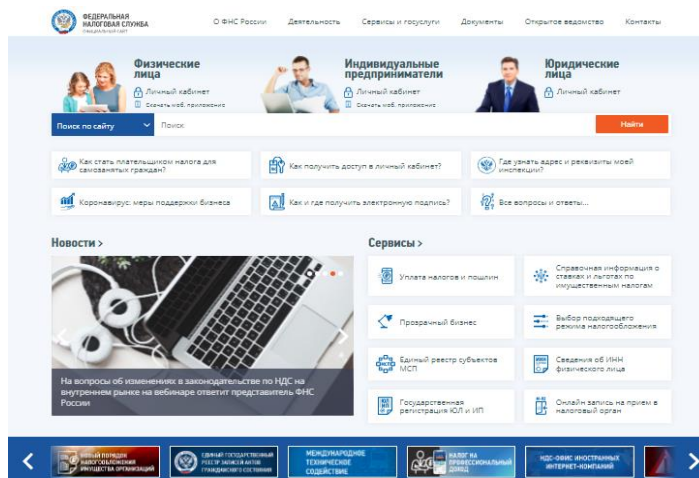 ФЕДЕРАЛЬНАЯ
НАЛОГОВАЯ СЛУЖБА
ОФИЦИАЛЬНЫЙ САЙТ
О ФНС России Деятельность Сервисы и госуслуги Документы Открытое ведомство Контакты
Физические
лица
Личный кабинет
Скачать моб. приложение
Индивидуальные
предприниматели
Личный кабинет
Скачать моб. приложение
Юридические
лица
Личный кабинет
Поиск по сайту Поиск Найти
Как стать плательщиком налога для
самозанятых граждан?
Как получить доступ в личный кабинет?
Где узнать адрес и реквизиты моей
инспекции?
Коронавирус: меры поддержки бизнеса
Как и где получить электронную подпись?
Все вопросы и ответы...
Новости >
На вопросы об изменениях в законодательстве по НДС на
внутреннем рынке на вебинаре ответит представитель ФНС
России
Сервисы >
Уплата налогов и пошлин
Справочная информация о
ставках и льготах по
имущественным налогам
Прозрачный бизнес
Выбор подходящего
режима налогообложения
Единый реестр субъектов
МСП
Сведения об ИНН
физического лица
Государственная
регистрация ЮЛ и ИП
Онлайн запись на прием в
налоговый орган
НОВЫЙ ПОРЯДОК
НАЛОГООБЛОЖЕНИЯ
ИМУЩЕСТВА ОРГАНИЗАЦИЙ
ЕДИНЫЙ ГОСУДАРСТВЕННЫЙ
РЕЕСТР ЗАПИСЕЙ АКТОВ
ГРАЖДАНСКОГО СОСТОЯНИЯ
МЕЖДУНАРОДНОЕ
ТЕХНИЧЕСКОЕ
СОДЕЙСТВИЕ
НАЛОГ НА
ПРОФЕССИОНАЛЬНЫЙ
ДОХОД
НДС-ОФИС ИНОСТРАННЫХ
ИНТЕРНЕТ-КОМПАНИЙ